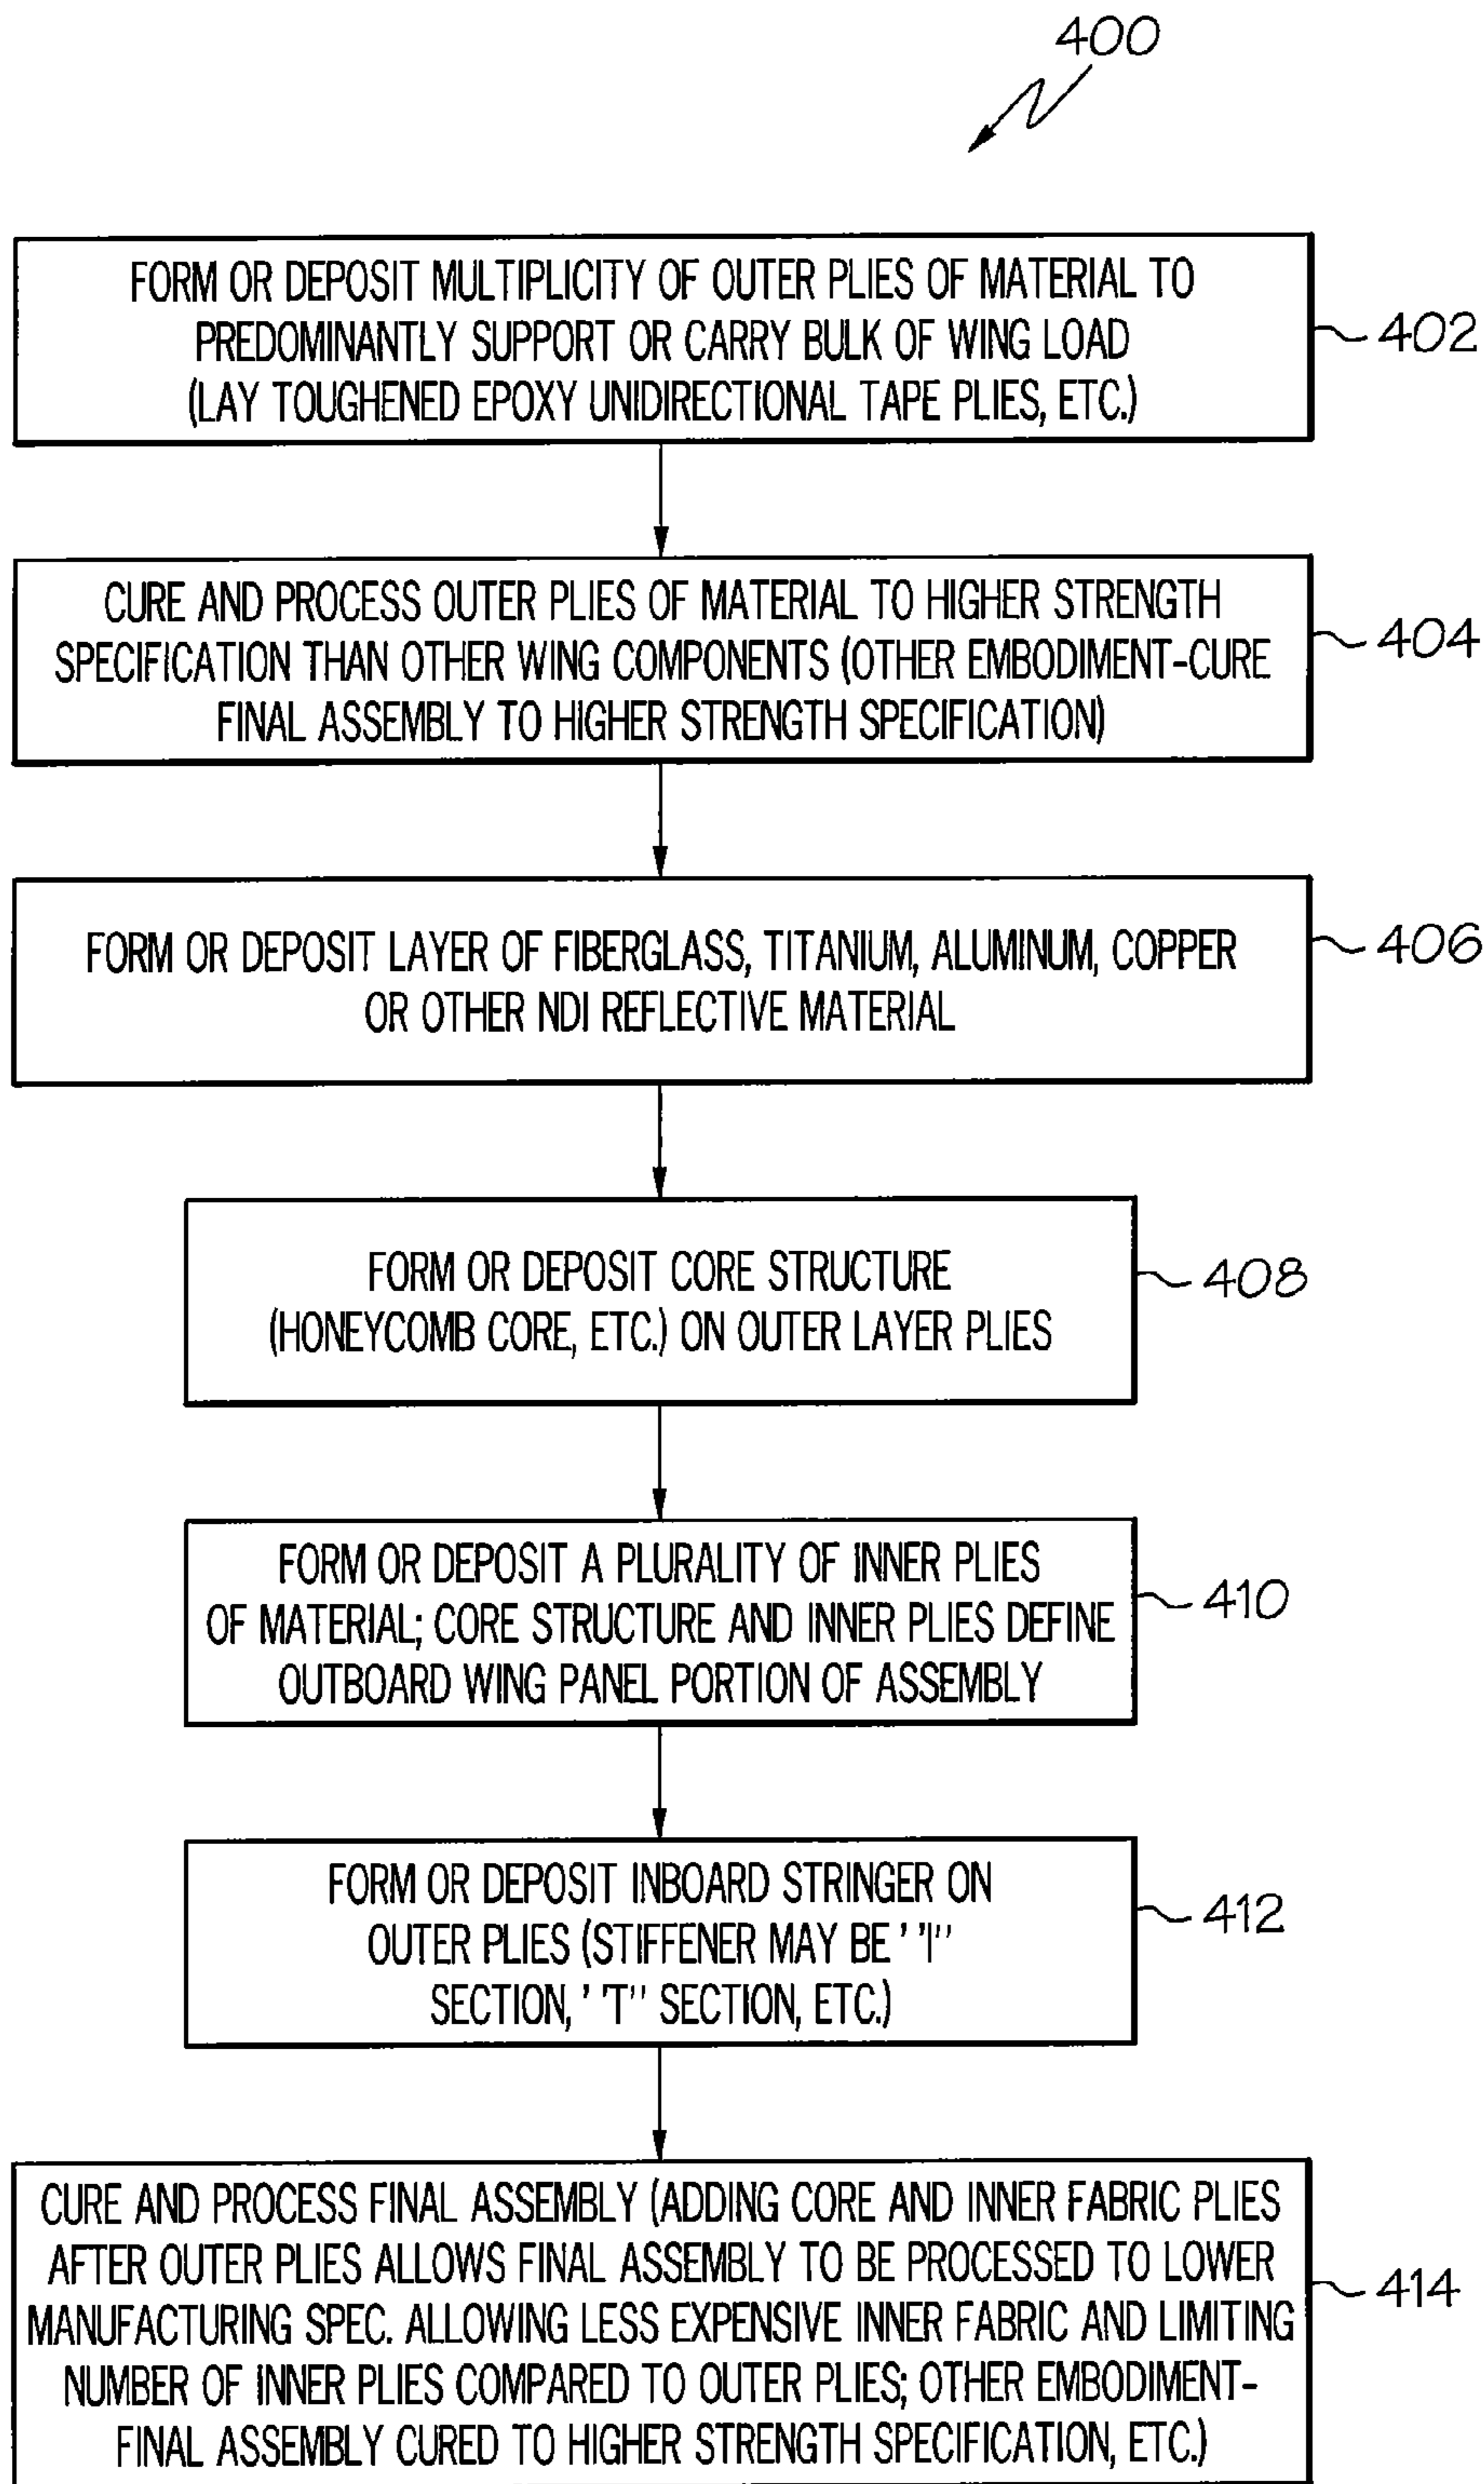 400
FORM OR DEPOSIT MULTIPLICITY OF OUTER PLIES OF MATERIAL TO
PREDOMINANTLY SUPPORT OR CARRY BULK OF WING LOAD
(LAY TOUGHENED EPOXY UNIDIRECTIONAL TAPE PLIES, ETC.)
402
CURE AND PROCESS OUTER PLIES OF MATERIAL TO HIGHER STRENGTH
SPECIFICATION THAN OTHER WING COMPONENTS (OTHER EMBODIMENT-CURE
FINAL ASSEMBLY TO HIGHER STRENGTH SPECIFICATION)
404
FORM OR DEPOSIT LAYER OF FIBERGLASS, TITANIUM, ALUMINUM, COPPER
OR OTHER NDI REFLECTIVE MATERIAL
406
FORM OR DEPOSIT CORE STRUCTURE
(HONEYCOMB CORE, ETC.) ON OUTER LAYER PLIES
408
FORM OR DEPOSIT A PLURALITY OF INNER PLIES
OF MATERIAL; CORE STRUCTURE AND INNER PLIES DEFINE
OUTBOARD WING PANEL PORTION OF ASSEMBLY
410
FORM OR DEPOSIT INBOARD STRINGER ON
OUTER PLIES (STIFFENER MAY BE ' 'I''
SECTION, ' 'T'' SECTION, ETC.)
412
CURE AND PROCESS FINAL ASSEMBLY (ADDING CORE AND INNER FABRIC PLIES
AFTER OUTER PLIES ALLOWS FINAL ASSEMBLY TO BE PROCESSED TO LOWER
MANUFACTURING SPEC. ALLOWING LESS EXPENSIVE INNER FABRIC AND LIMITING
NUMBER OF INNER PLIES COMPARED TO OUTER PLIES; OTHER EMBODIMENT-
FINAL ASSEMBLY CURED TO HIGHER STRENGTH SPECIFICATION, ETC.)
414